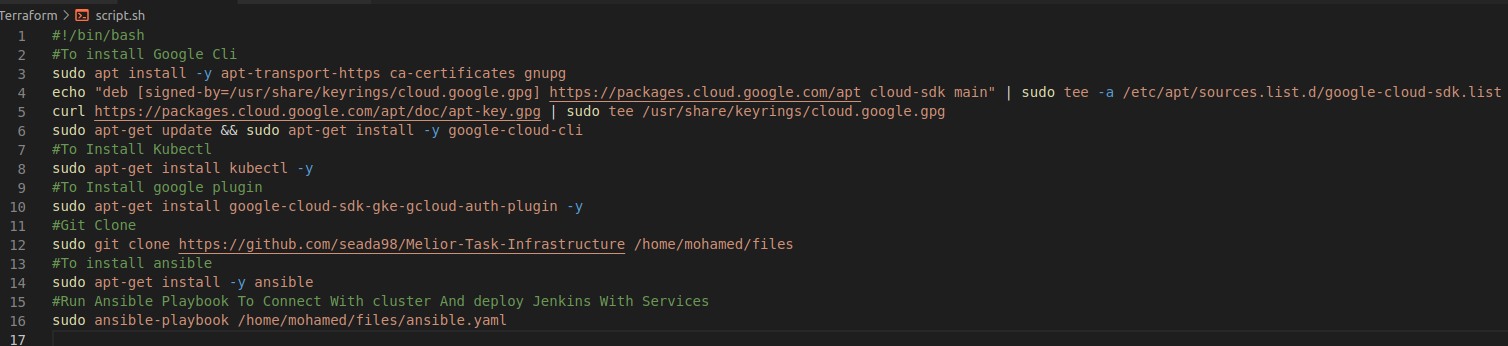 Terraform > script.sh
1 #!/bin/bash
2 #To install Google Cli
3 sudo apt install -y apt-transport-https ca-certificates gnupg
4 echo "deb [signed-by=/usr/share/keyrings/cloud.google.gpg] https://packages.cloud.google.com/apt cloud-sdk main" | sudo tee -a /etc/apt/sources.list.d/google-cloud-sdk.list
5 curl https://packages.cloud.google.com/apt/doc/apt-key.gpg | sudo tee /usr/share/keyrings/cloud.google.gpg
6 sudo apt-get update && sudo apt-get install -y google-cloud-cli
7 #To Install Kubectl
8 sudo apt-get install kubectl -y
9 #To Install google plugin
10 sudo apt-get install google-cloud-sdk-gke-gcloud-auth-plugin -y
11 #Git Clone
12 sudo git clone https://github.com/seada98/Melior-Task-Infrastructure /home/mohamed/files
13 #To install ansible
14 sudo apt-get install -y ansible
15 #Run Ansible Playbook To Connect With cluster And deploy Jenkins With Services
16 sudo ansible-playbook /home/mohamed/files/ansible.yaml
17